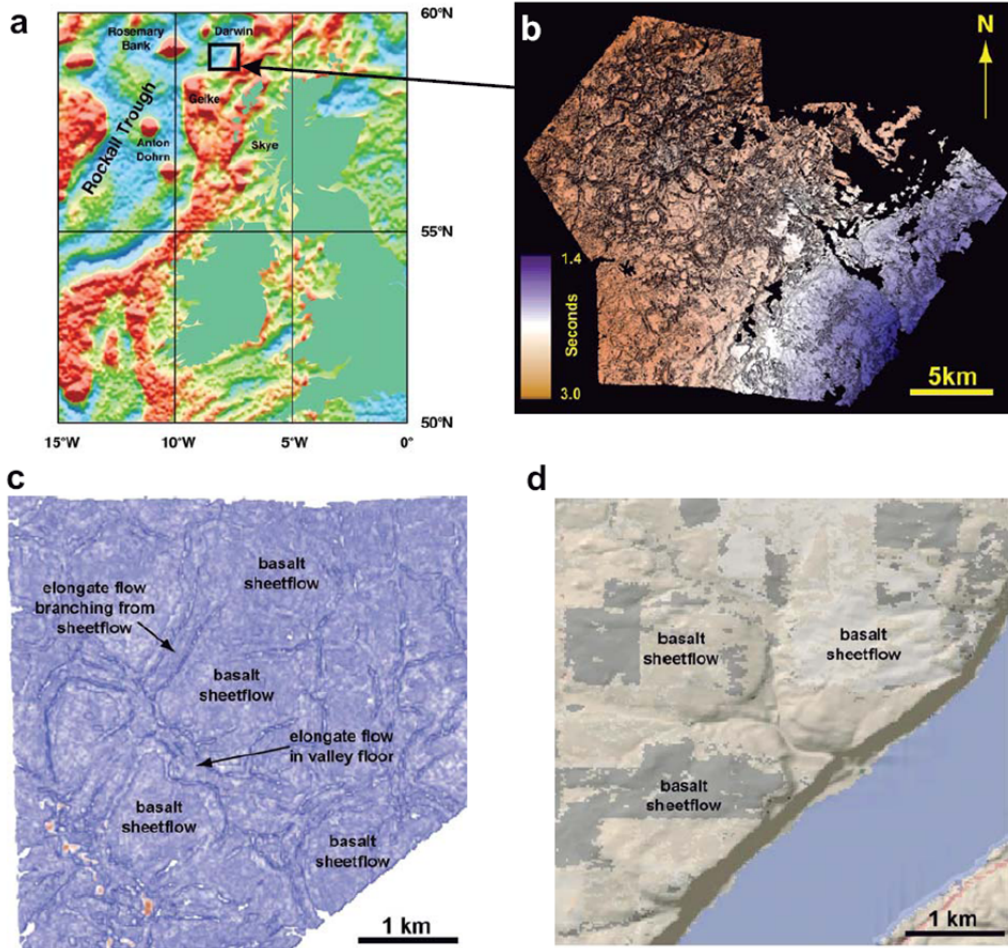 a
60°N
Rosemary
Bank
Darwin
Geike
Rockall Trough
Anton
Dohrn
Skye
55°N
50°N
15°W
10°W
5°W
0°
b
N
1.4
Seconds
3.0
5km
c
basalt
sheetflow
elongate flow
branching from
sheetflow
basalt
sheetflow
elongate flow
in valley floor
basalt
sheetflow
basalt
sheetflow
1 km
d
basalt
sheetflow
basalt
sheetflow
basalt
sheetflow
1 km